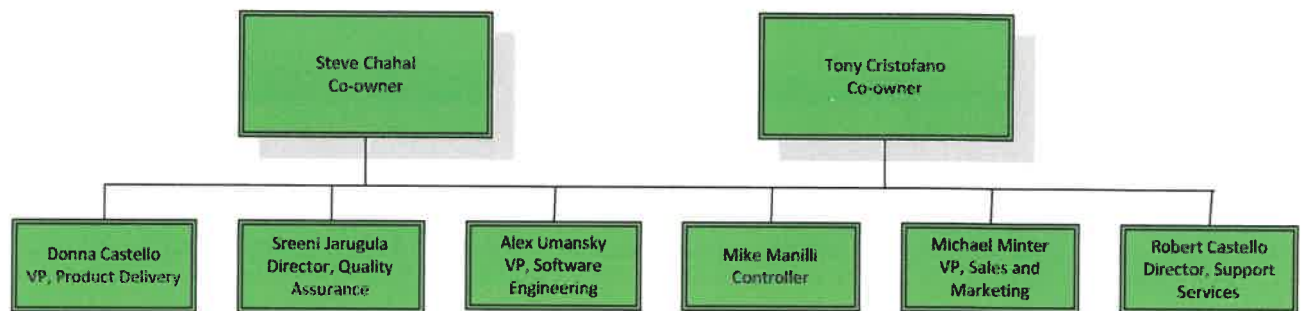 Steve Chahal
Co-owner
Tony Cristofano
Co-owner
Donna Castello
VP, Product Delivery
Sreeni Jarugula
Director, Quality
Assurance
Alex Umansky
VP, Software
Engineering
Mike Manilli
Controller
Michael Minter
VP, Sales and
Marketing
Robert Castello
Director, Support
Services